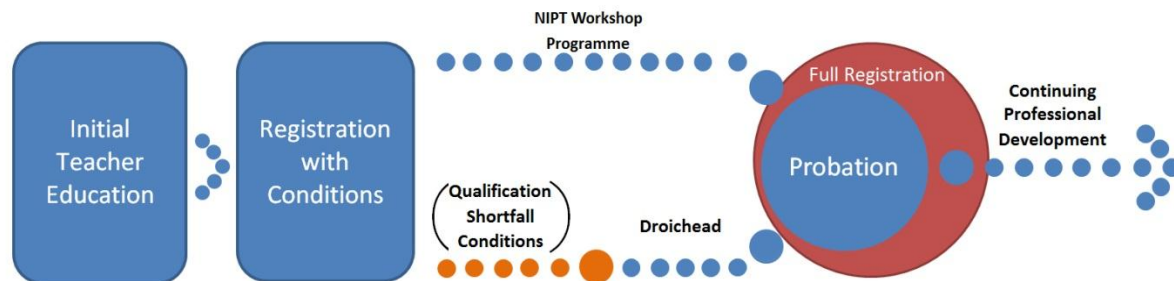 Initial
Teacher
Education
Registration
with
Conditions
NIPT Workshop
Programme
(Qualification
Shortfall
Conditions)
Droichead
Full Registration
Probation
Continuing
Professional
Development